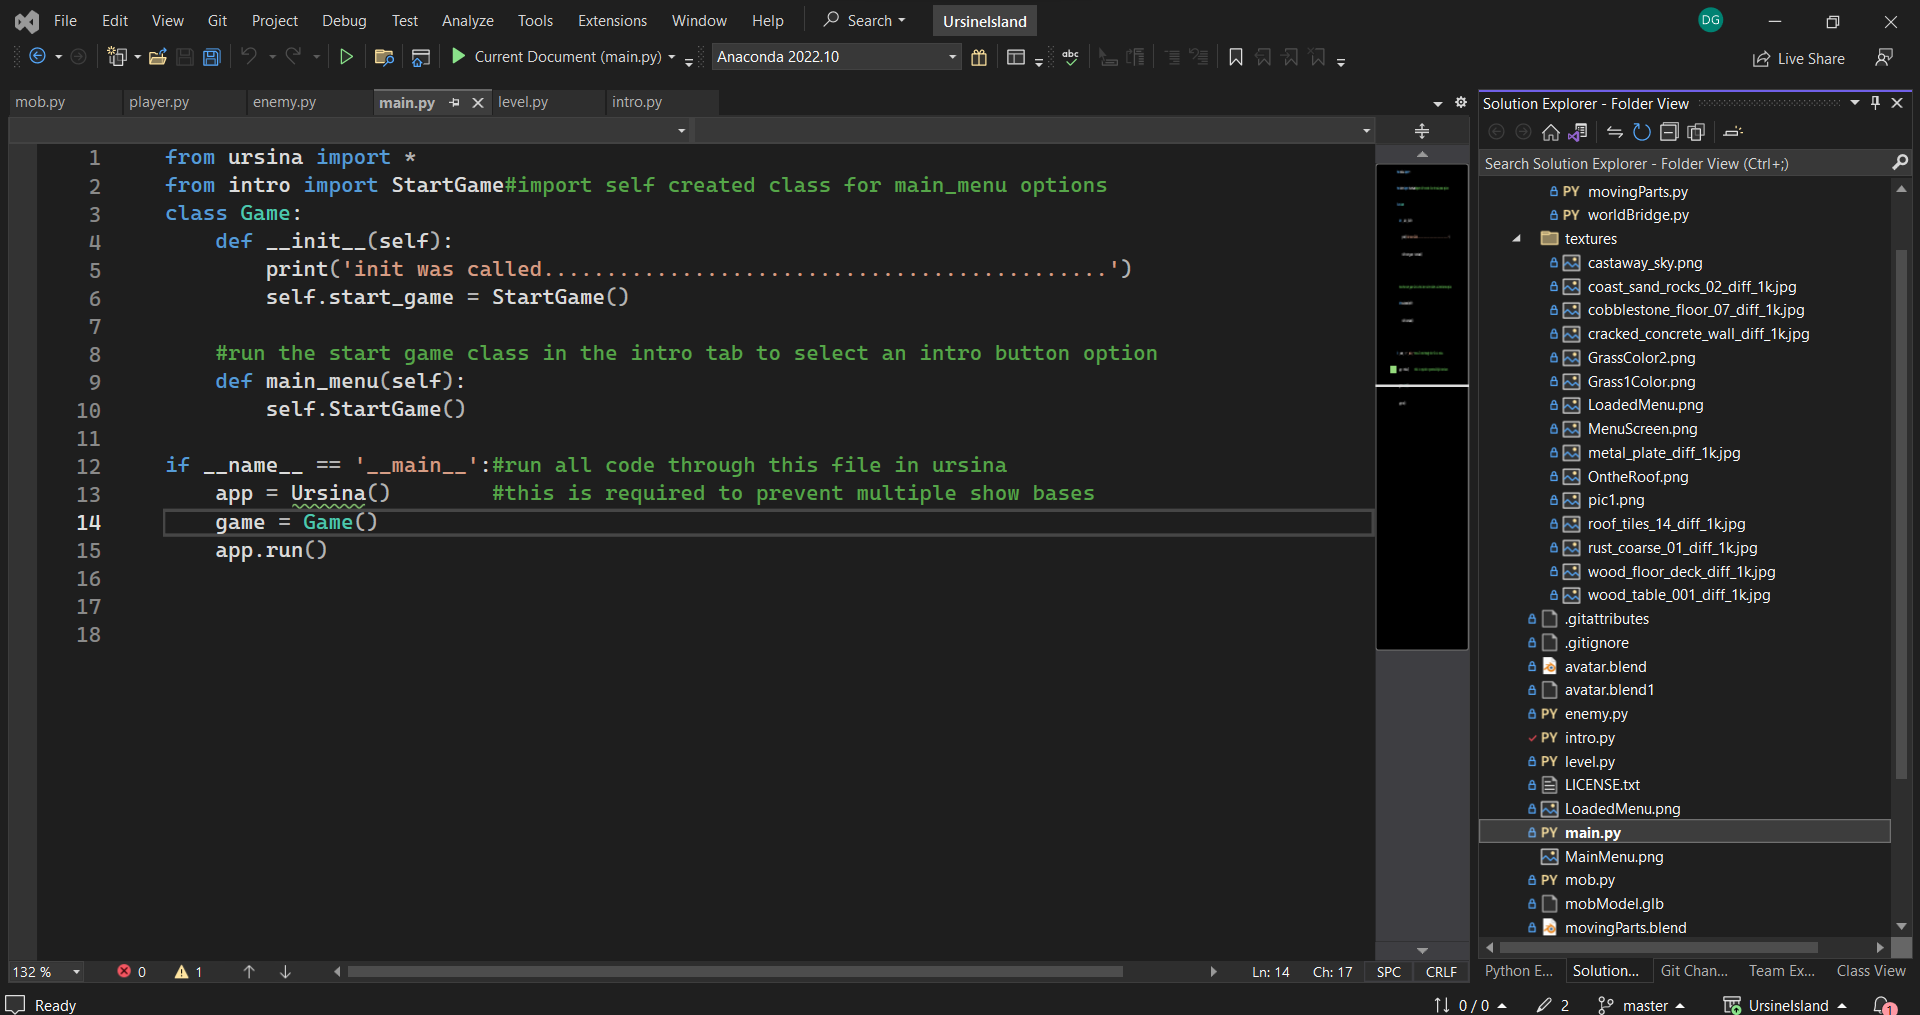 File Edit View Git Project Debug Test Analyze Tools Extensions Window Help Search UrsineIsland DG
Current Document (main.py) Anaconda 2022.10 abc Live Share
mob.py player.py enemy.py main.py level.py intro.py
1 from ursina import *
2 from intro import StartGame#import self created class for main_menu options
3 class Game:
4 def __init__(self):
5 print('init was called.............................................')
6 self.start_game = StartGame()
7
8 #run the start game class in the intro tab to select an intro button option
9 def main_menu(self):
10 self.StartGame()
11
12 if __name__ == '__main__':#run all code through this file in ursina
13 app = Ursina() #this is required to prevent multiple show bases
14 game = Game()
15 app.run()
16
17
18
132 % 0 1 Ln: 14 Ch: 17 SPC CRLF
Solution Explorer - Folder View
Search Solution Explorer - Folder View (Ctrl+;)
PY movingParts.py
PY worldBridge.py
textures
castaway_sky.png
coast_sand_rocks_02_diff_1k.jpg
cobblestone_floor_07_diff_1k.jpg
cracked_concrete_wall_diff_1k.jpg
GrassColor2.png
Grass1Color.png
LoadedMenu.png
MenuScreen.png
metal_plate_diff_1k.jpg
OntheRoof.png
pic1.png
roof_tiles_14_diff_1k.jpg
rust_coarse_01_diff_1k.jpg
wood_floor_deck_diff_1k.jpg
wood_table_001_diff_1k.jpg
.gitattributes
.gitignore
avatar.blend
avatar.blend1
PY enemy.py
PY intro.py
PY level.py
LICENSE.txt
LoadedMenu.png
PY main.py
MainMenu.png
PY mob.py
mobModel.glb
movingParts.blend
Python E... Solution... Git Chan... Team Ex... Class View
Ready 0 / 0 2 master UrsineIsland 1